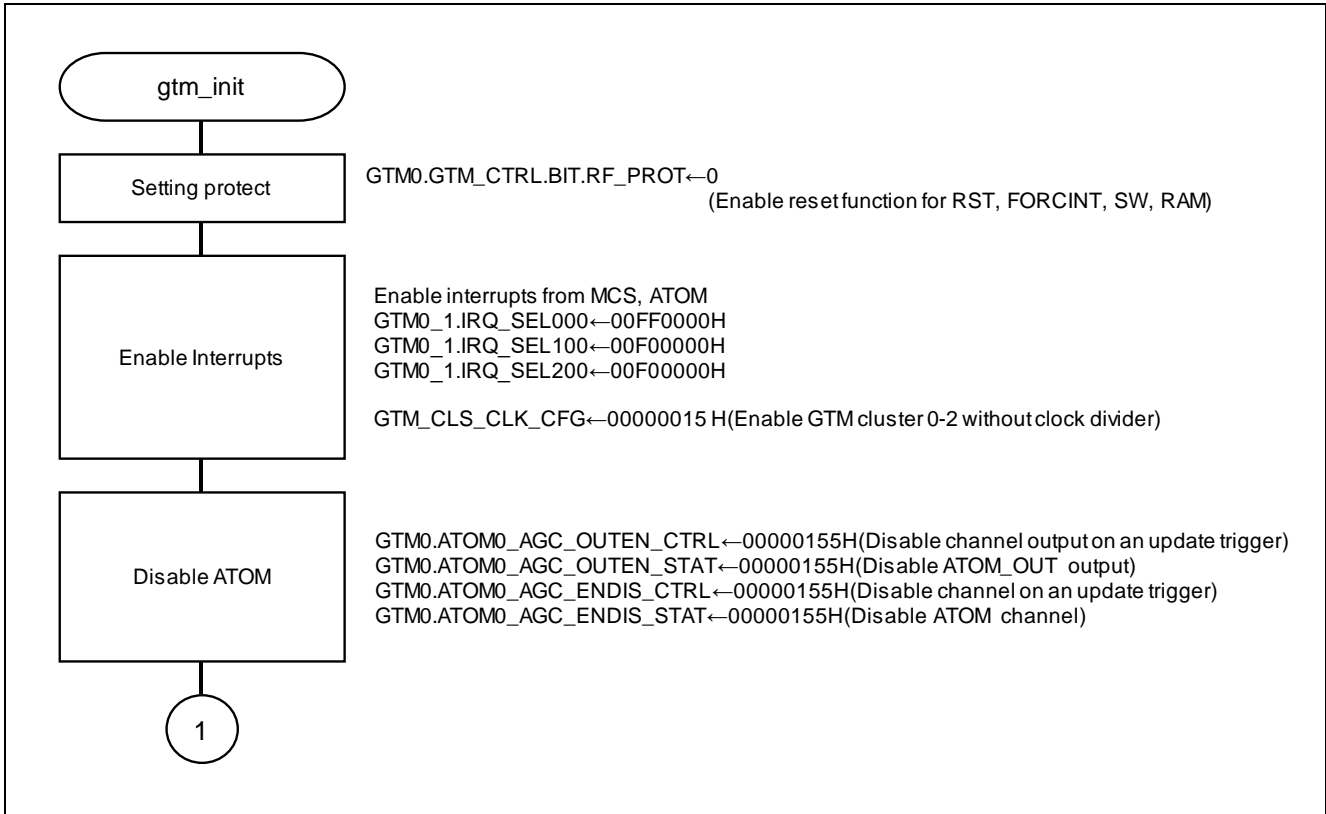 gtm_init
Setting protect
GTM0.GTM_CTRL.BIT.RF_PROT←0
(Enable reset function for RST, FORCINT, SW, RAM)
Enable Interrupts
Enable interrupts from MCS, ATOM
GTM0_1.IRQ_SEL000←00FF0000H
GTM0_1.IRQ_SEL100←00F00000H
GTM0_1.IRQ_SEL200←00F00000H
GTM_CLS_CLK_CFG←00000015 H(Enable GTM cluster 0-2 without clock divider)
Disable ATOM
GTM0.ATOM0_AGC_OUTEN_CTRL←00000155H(Disable channel output on an update trigger)
GTM0.ATOM0_AGC_OUTEN_STAT←00000155H(Disable ATOM_OUT output)
GTM0.ATOM0_AGC_ENDIS_CTRL←00000155H(Disable channel on an update trigger)
GTM0.ATOM0_AGC_ENDIS_STAT←00000155H(Disable ATOM channel)
1